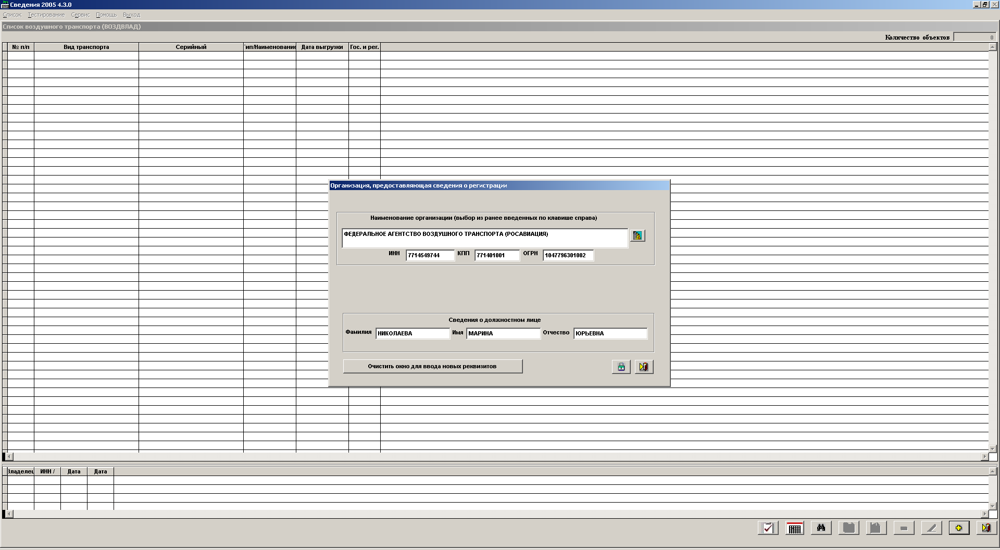 Сведения 2005 4.3.0
Список Тестирование Сервис Помощь Выход
Список воздушного транспорта (ВОЗДВЛАД)
Количество объектов 0
№ п/п Вид транспорта Серийный ип/Наименование Дата выгрузки Гос. и рег.
Организация, предоставляющая сведения о регистрации
Наименование организации (выбор из ранее введенных по клавише справа)
ФЕДЕРАЛЬНОЕ АГЕНТСТВО ВОЗДУШНОГО ТРАНСПОРТА (РОСАВИАЦИЯ)
ИНН 7714549744 КПП 771401001 ОГРН 1047796301002
Сведения о должностном лице
Фамилия НИКОЛАЕВА Имя МАРИНА Отчество ЮРЬЕВНА
Очистить окно для ввода новых реквизитов
Владелец ИНН / Дата Дата